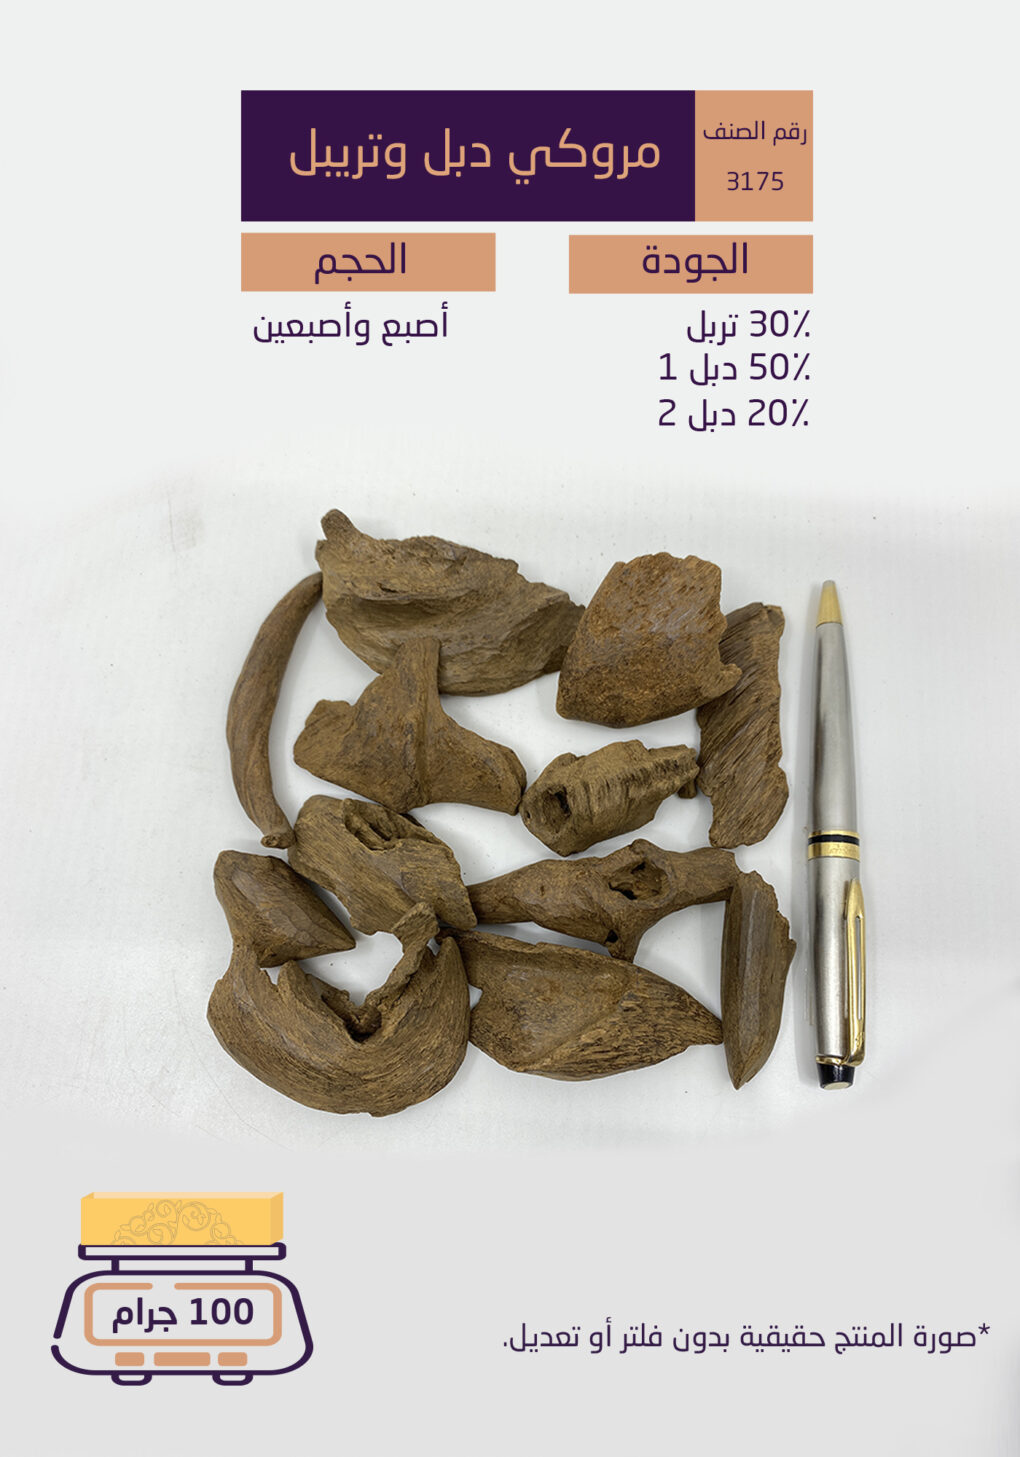 رقم الصنف
3175
مروكي دبل وتريبل
الجودة
30٪ تربل
50٪ دبل 1
20٪ دبل 2
الحجم
أصبع وأصبعين
100 جرام
*صورة المنتج حقيقية بدون فلتر أو تعديل.